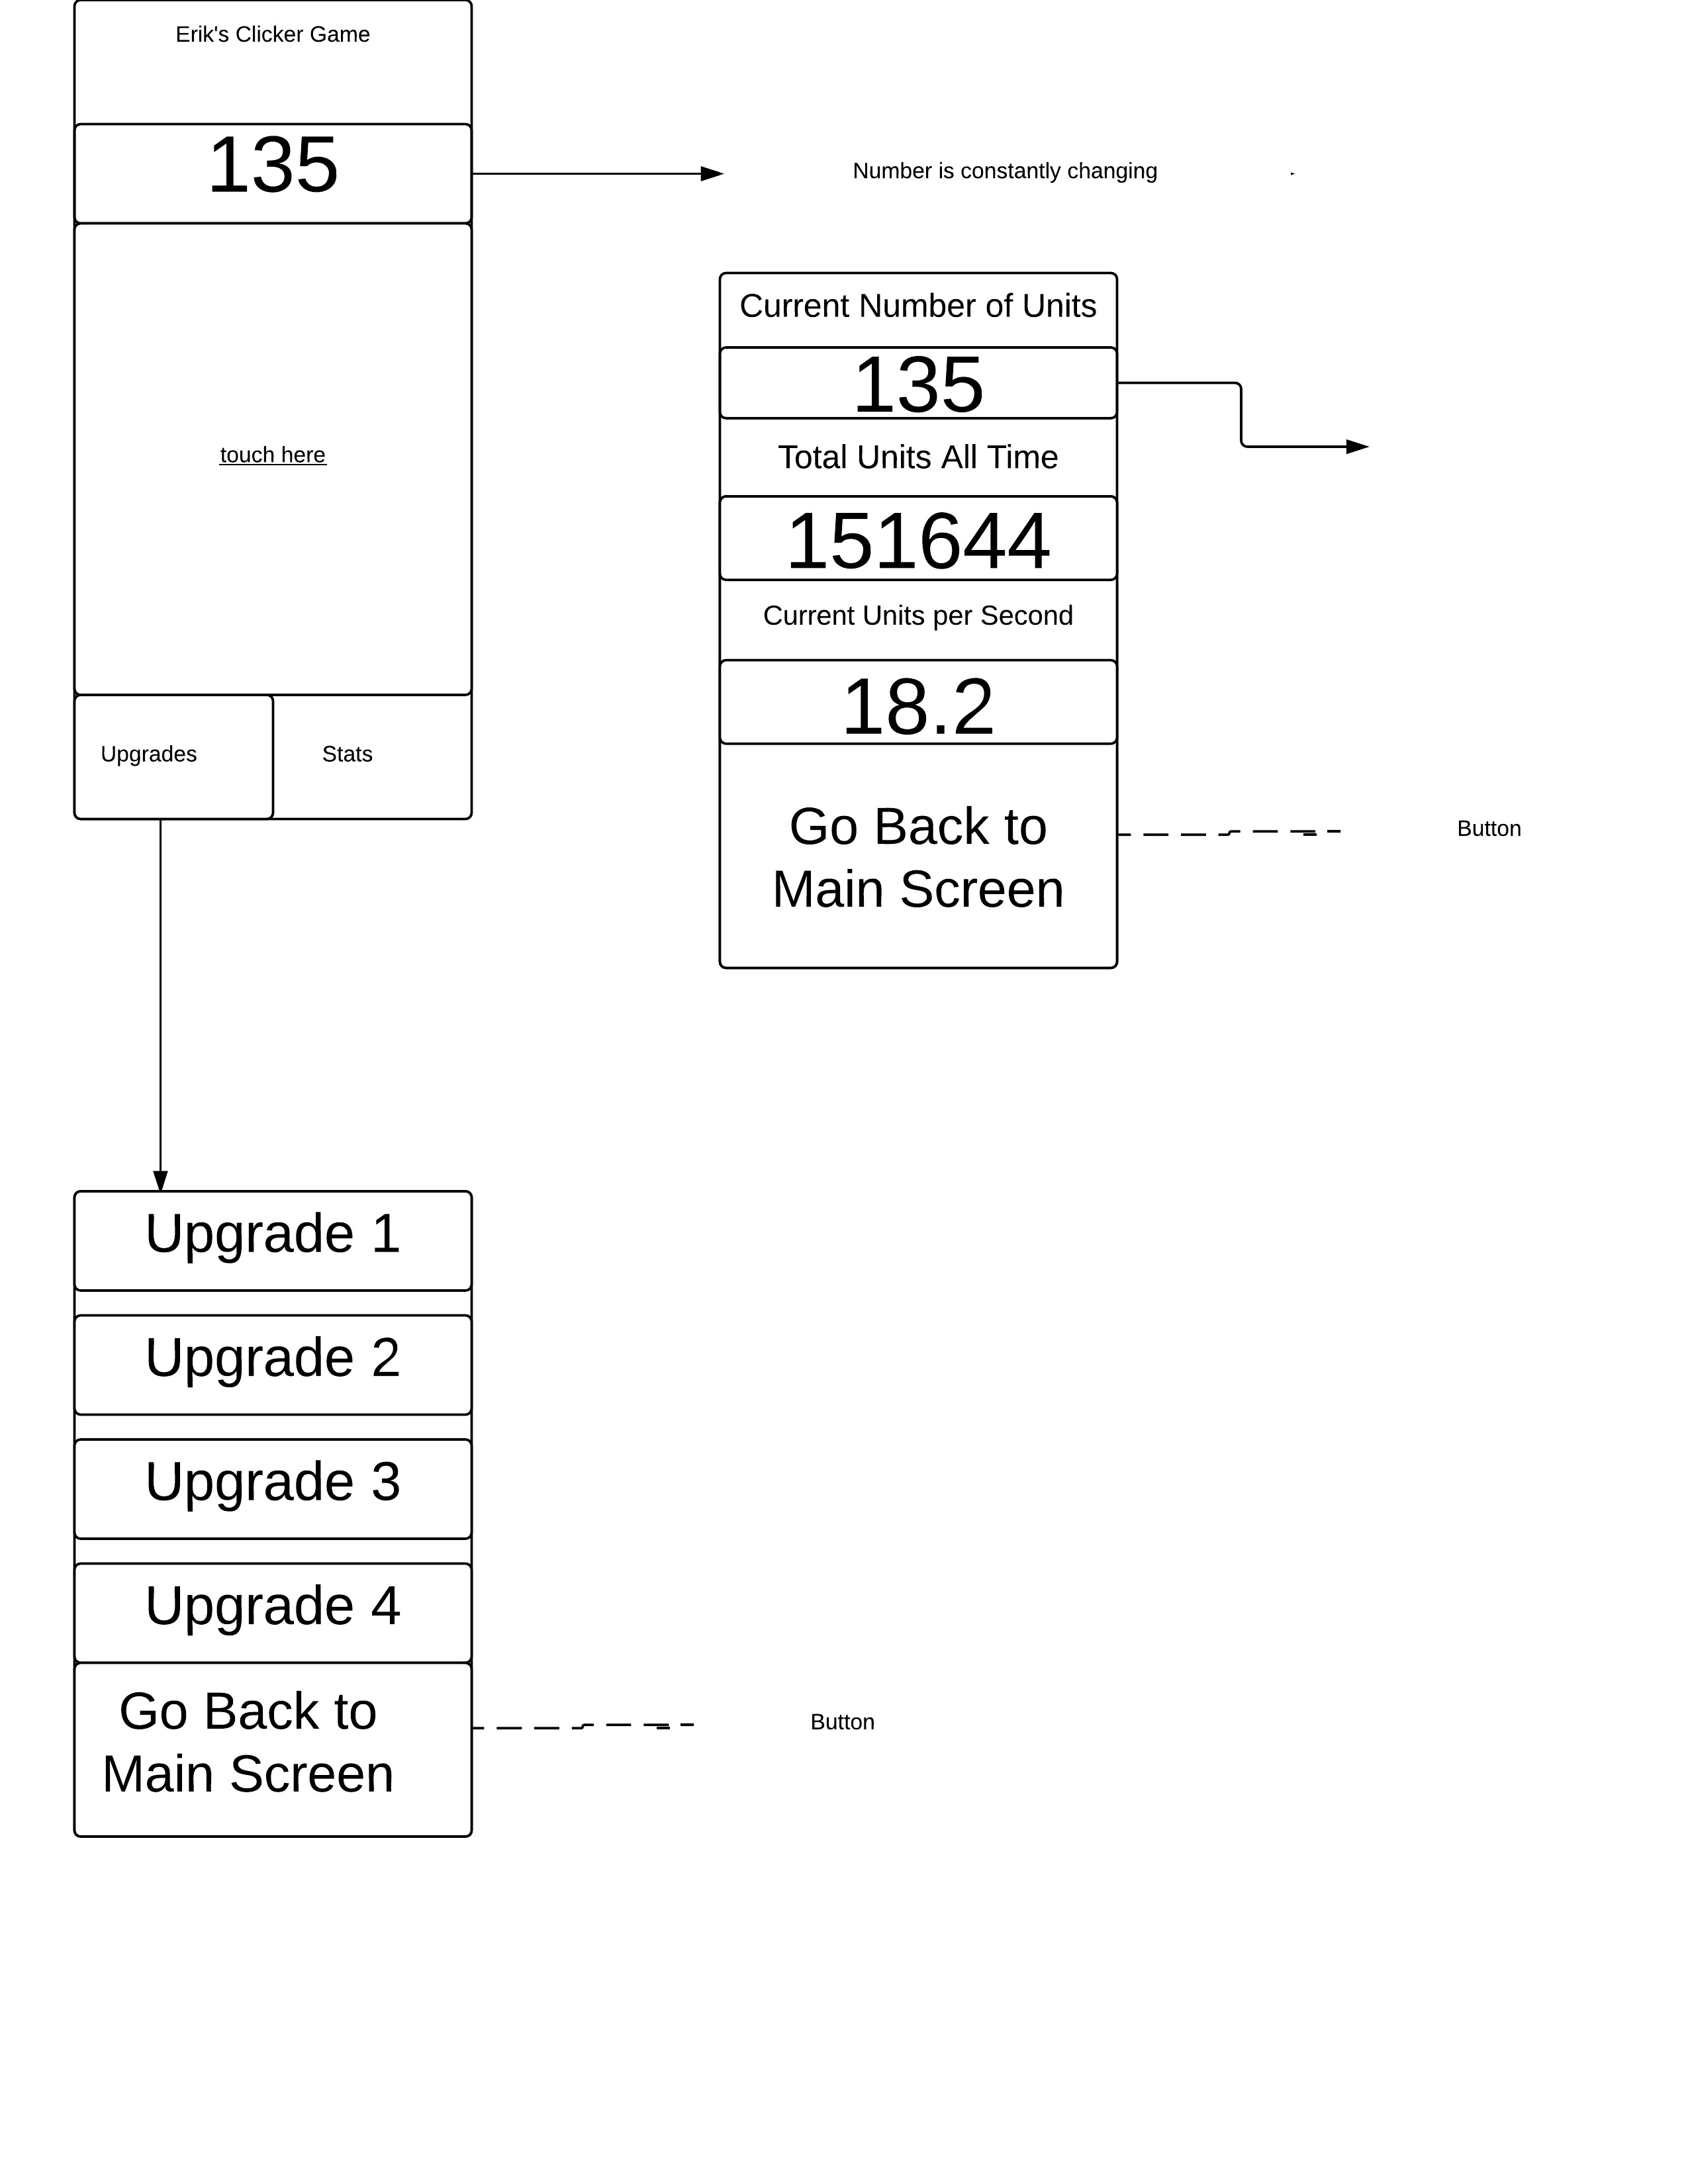 Erik's Clicker Game
135
Number is constantly changing
touch here
Upgrades
Stats
Current Number of Units
135
Total Units All Time
151644
Current Units per Second
18.2
Go Back to
Main Screen
Button
Upgrade 1
Upgrade 2
Upgrade 3
Upgrade 4
Go Back to
Main Screen
Button